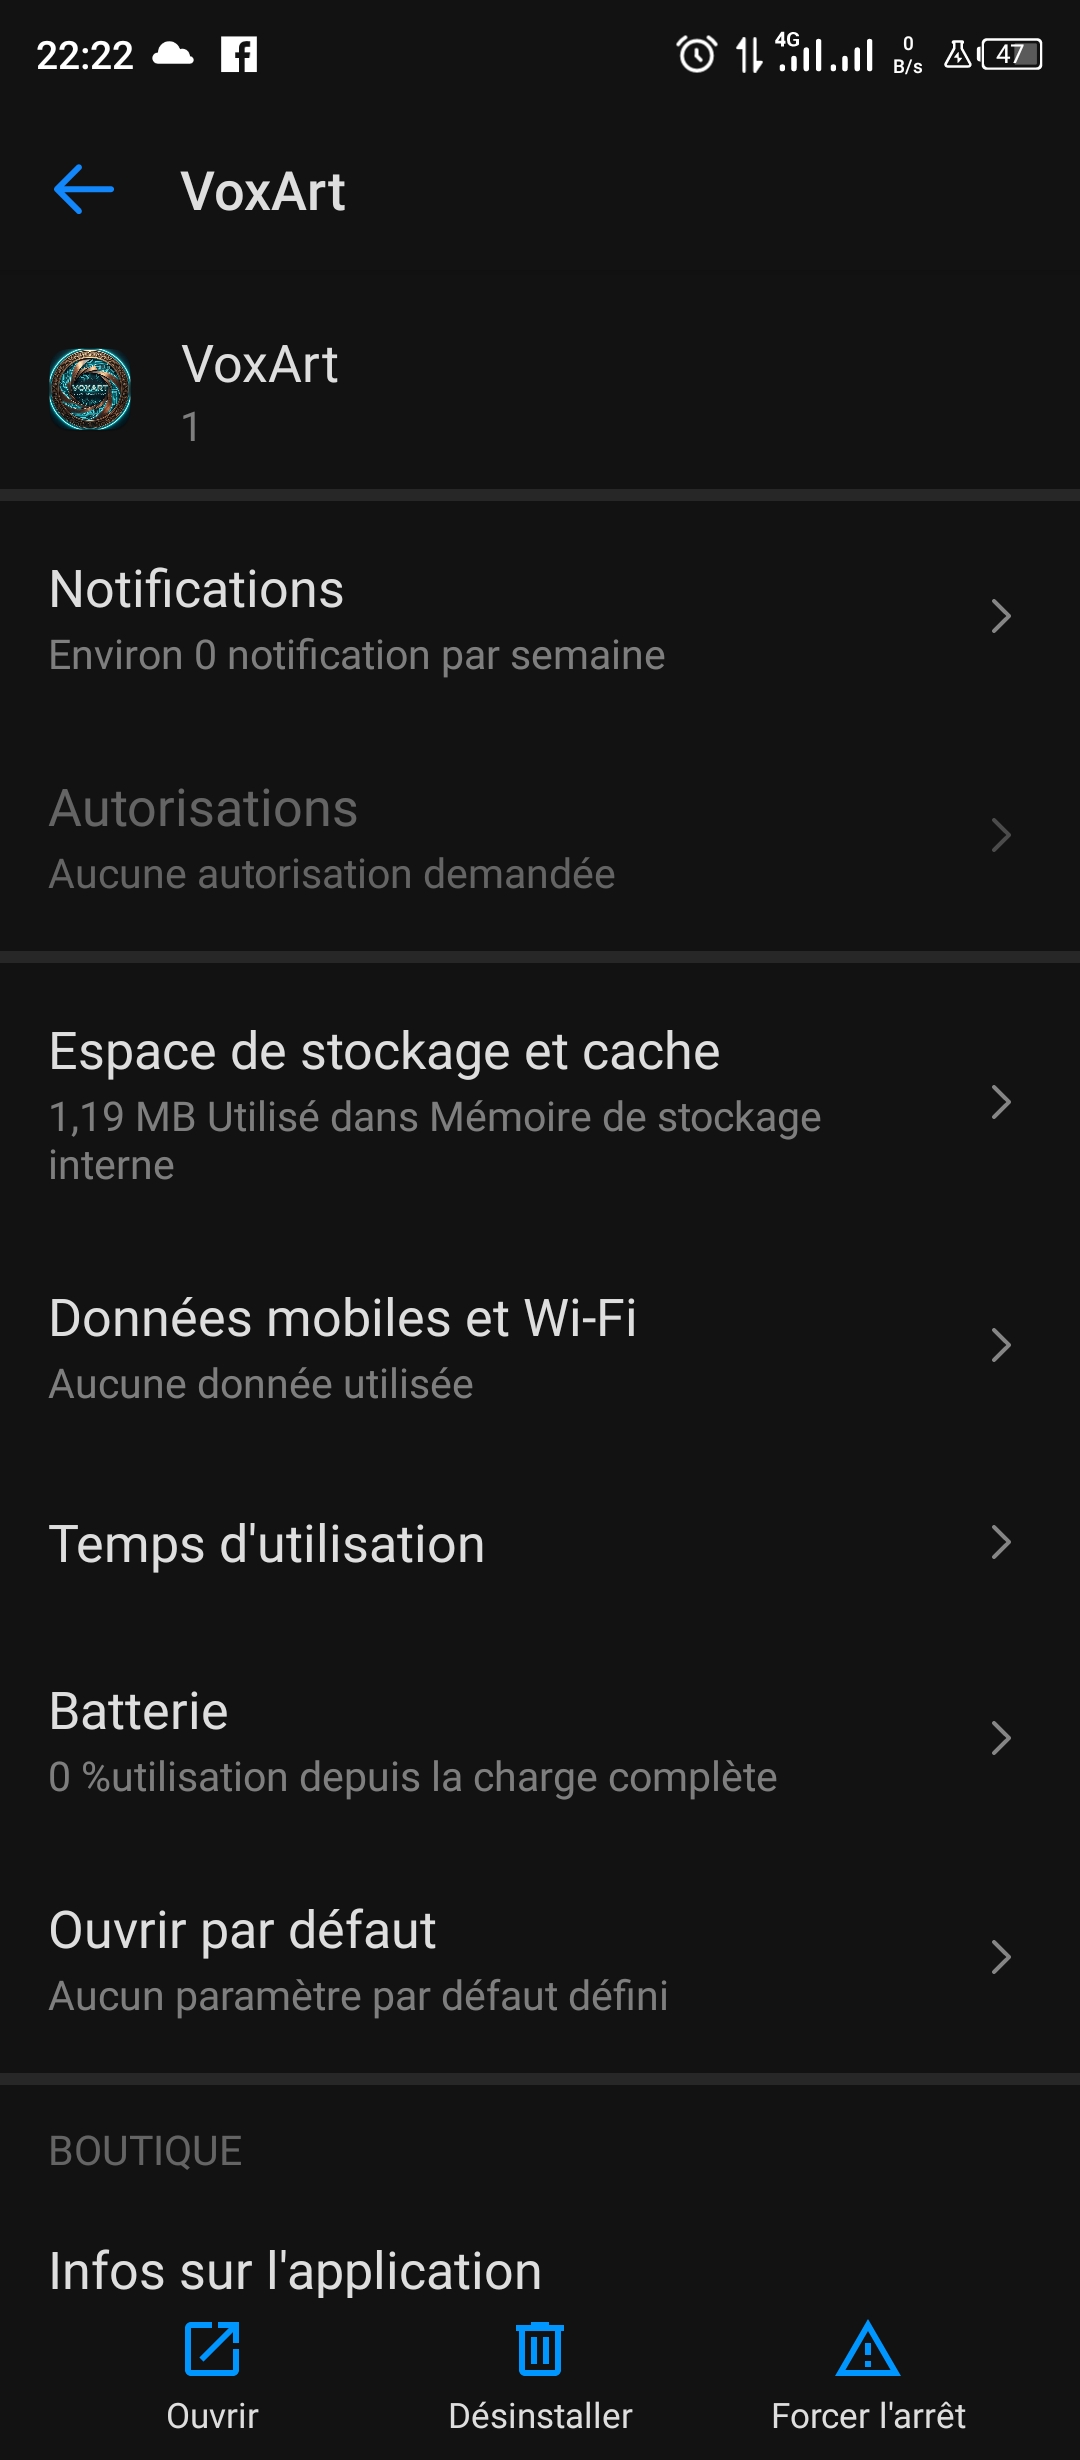 22:22
4G
0
B/s
47
VoxArt
VoxArt
VOXART
1
Notifications
Environ 0 notification par semaine
Autorisations
Aucune autorisation demandée
Espace de stockage et cache
1,19 MB Utilisé dans Mémoire de stockage
interne
Données mobiles et Wi-Fi
Aucune donnée utilisée
Temps d'utilisation
Batterie
0 %utilisation depuis la charge complète
Ouvrir par défaut
Aucun paramètre par défaut défini
BOUTIQUE
Infos sur l'application
Ouvrir
Désinstaller
Forcer l'arrêt